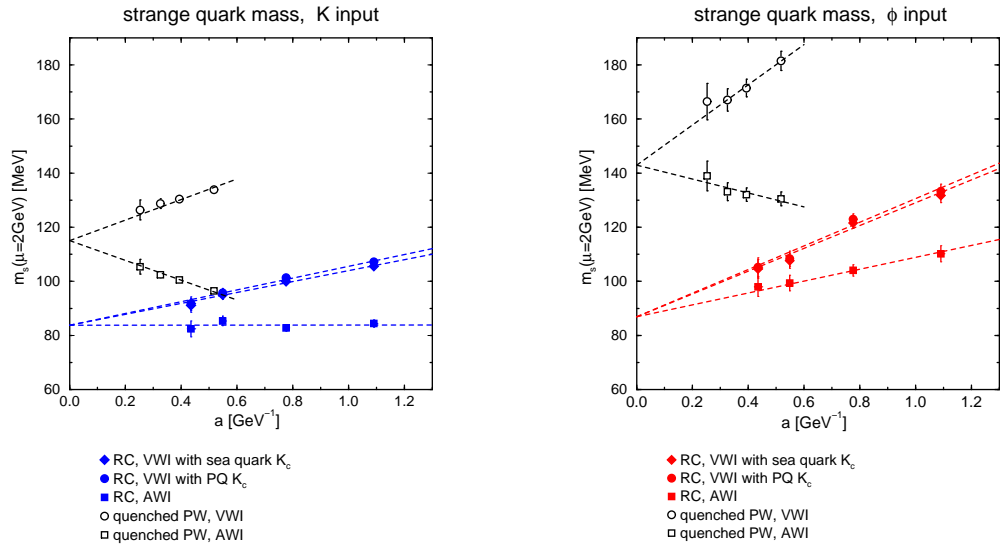 strange quark mass, K input
180
160
140
120
100
80
60
m_s(μ=2GeV) [MeV]
0.0 0.2 0.4 0.6 0.8 1.0 1.2
a [GeV⁻¹]
RC, VWI with sea quark K_c
RC, VWI with PQ K_c
RC, AWI
quenched PW, VWI
quenched PW, AWI
strange quark mass, ϕ input
180
160
140
120
100
80
60
m_s(μ=2GeV) [MeV]
0.0 0.2 0.4 0.6 0.8 1.0 1.2
a [GeV⁻¹]
RC, VWI with sea quark K_c
RC, VWI with PQ K_c
RC, AWI
quenched PW, VWI
quenched PW, AWI